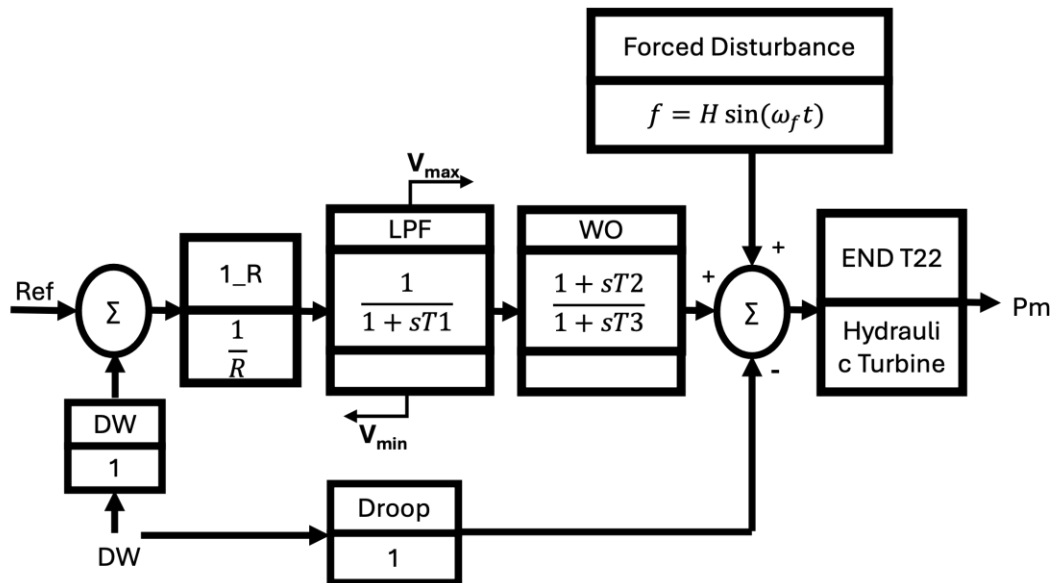 Forced Disturbance
f = H sin(ω_f t)
V_max
LPF
WO
1_R
1/R
1/(1 + sT1)
(1 + sT2)/(1 + sT3)
Ref
Σ
+
+
Σ
-
END T22
Hydrauli
c Turbine
Pm
V_min
DW
1
DW
Droop
1